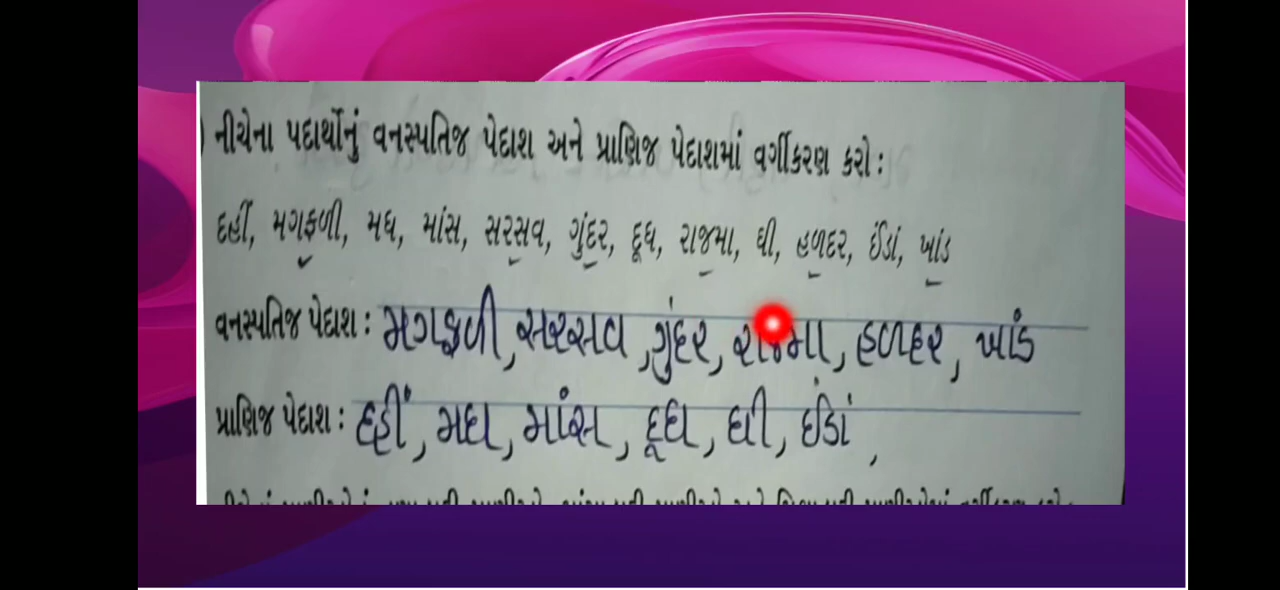 નીચેના પદાર્થોનું વનસ્પતિજ પેદાશ અને પ્રાણિજ પેદાશમાં વર્ગીકરણ કરો :
દહીં, મગફળી, મધ, માંસ, સરસવ, ગુંદર, દૂધ, રાજમા, ઘી, હળદર, ઈંડાં, ખાંડ
વનસ્પતિજ પેદાશ : મગફળી, સરસવ, ગુંદર, રાજમા, હળદર, ખાંડ
પ્રાણિજ પેદાશ : દહીં, મધ, માંસ, દૂધ, ઘી, ઇંડાં,